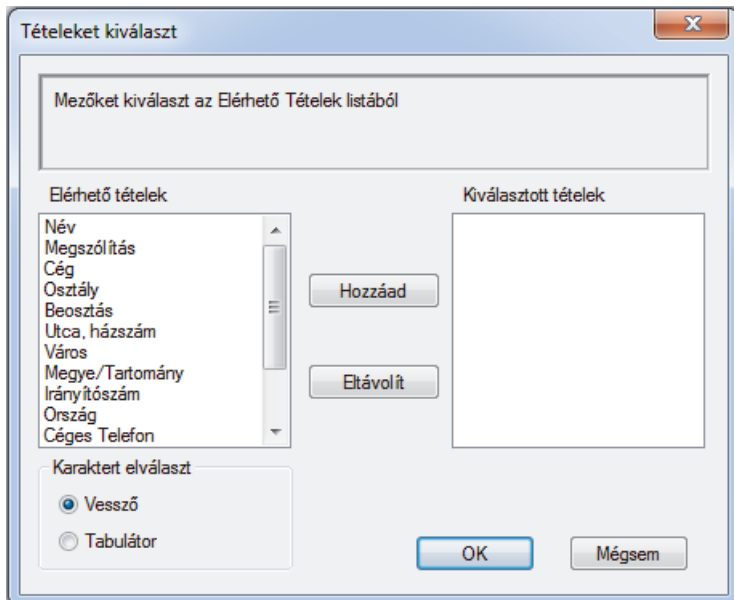 Tételeket kiválaszt
Mezőket kiválaszt az Elérhető Tételek listából
Elérhető tételek
Kiválasztott tételek
Név
Megszólítás
Cég
Osztály
Beosztás
Utca, házszám
Város
Megye/Tartomány
Irányítószám
Ország
Céges Telefon
Hozzáad
Eltávolít
Karaktert elválaszt
Vessző
Tabulátor
OK
Mégsem